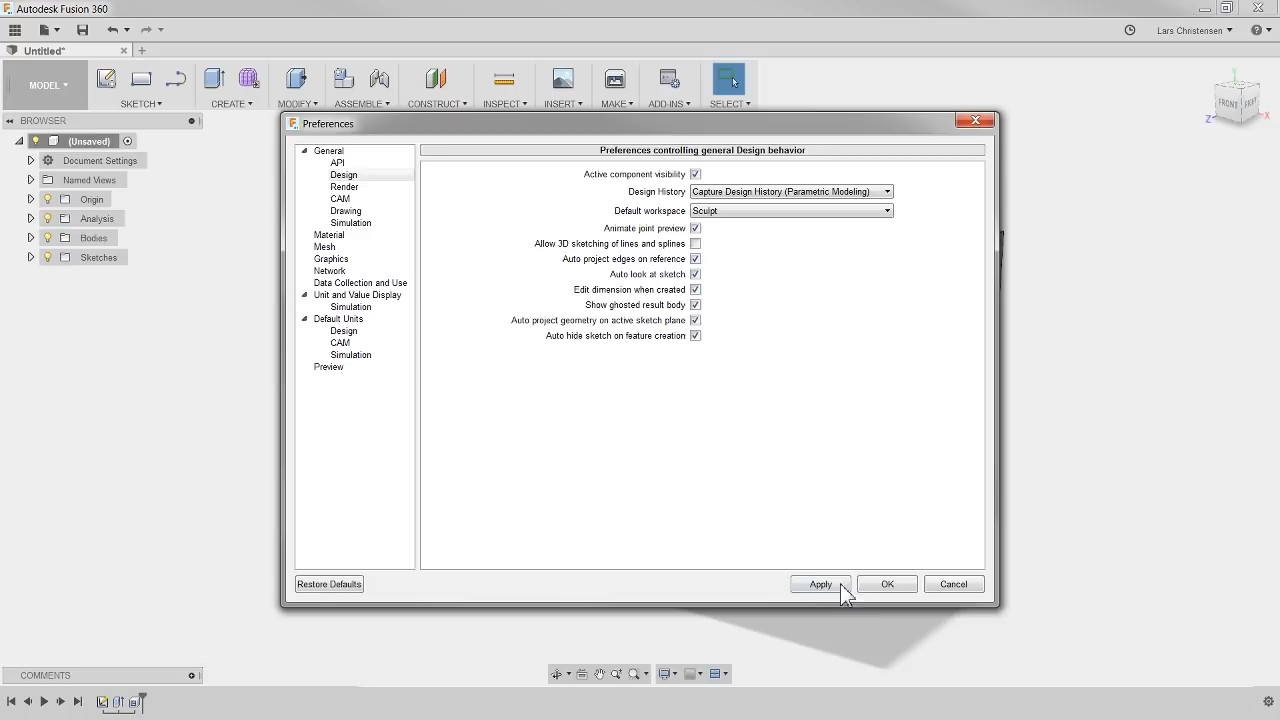 Autodesk Fusion 360
Lars Christensen
Untitled*
MODEL
SKETCH
CREATE
MODIFY
ASSEMBLE
CONSTRUCT
INSPECT
INSERT
MAKE
ADD-INS
SELECT
FRONT
Y
Z
X
BROWSER
(Unsaved)
Document Settings
Named Views
Origin
Analysis
Bodies
Sketches
Preferences
General
API
Design
Render
CAM
Drawing
Simulation
Material
Mesh
Graphics
Network
Data Collection and Use
Unit and Value Display
Simulation
Default Units
Design
CAM
Simulation
Preview
Preferences controlling general Design behavior
Active component visibility
Design History Capture Design History (Parametric Modeling)
Default workspace Sculpt
Animate joint preview
Allow 3D sketching of lines and splines
Auto project edges on reference
Auto look at sketch
Edit dimension when created
Show ghosted result body
Auto project geometry on active sketch plane
Auto hide sketch on feature creation
Restore Defaults
Apply
OK
Cancel
COMMENTS